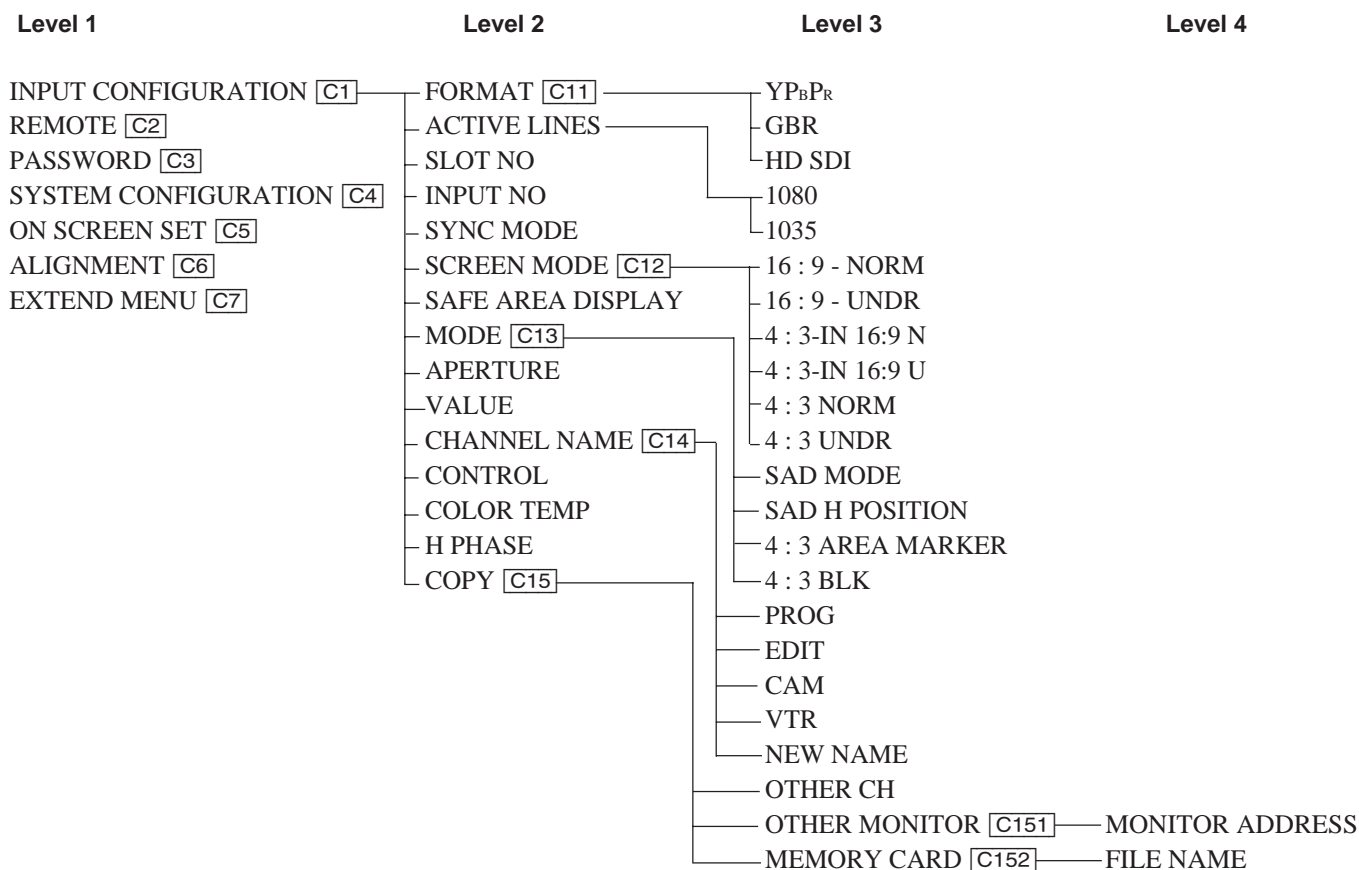 Level 1 Level 2 Level 3 Level 4
INPUT CONFIGURATION C1 FORMAT C11 YPBPR
REMOTE C2 ACTIVE LINES GBR
PASSWORD C3 SLOT NO HD SDI
SYSTEM CONFIGURATION C4 INPUT NO 1080
ON SCREEN SET C5 SYNC MODE 1035
ALIGNMENT C6 SCREEN MODE C12 16 : 9 - NORM
EXTEND MENU C7 SAFE AREA DISPLAY 16 : 9 - UNDR
MODE C13 4 : 3-IN 16:9 N
APERTURE 4 : 3-IN 16:9 U
VALUE 4 : 3 NORM
CHANNEL NAME C14 4 : 3 UNDR
CONTROL SAD MODE
COLOR TEMP SAD H POSITION
H PHASE 4 : 3 AREA MARKER
COPY C15 4 : 3 BLK
PROG
EDIT
CAM
VTR
NEW NAME
OTHER CH
OTHER MONITOR C151 MONITOR ADDRESS
MEMORY CARD C152 FILE NAME